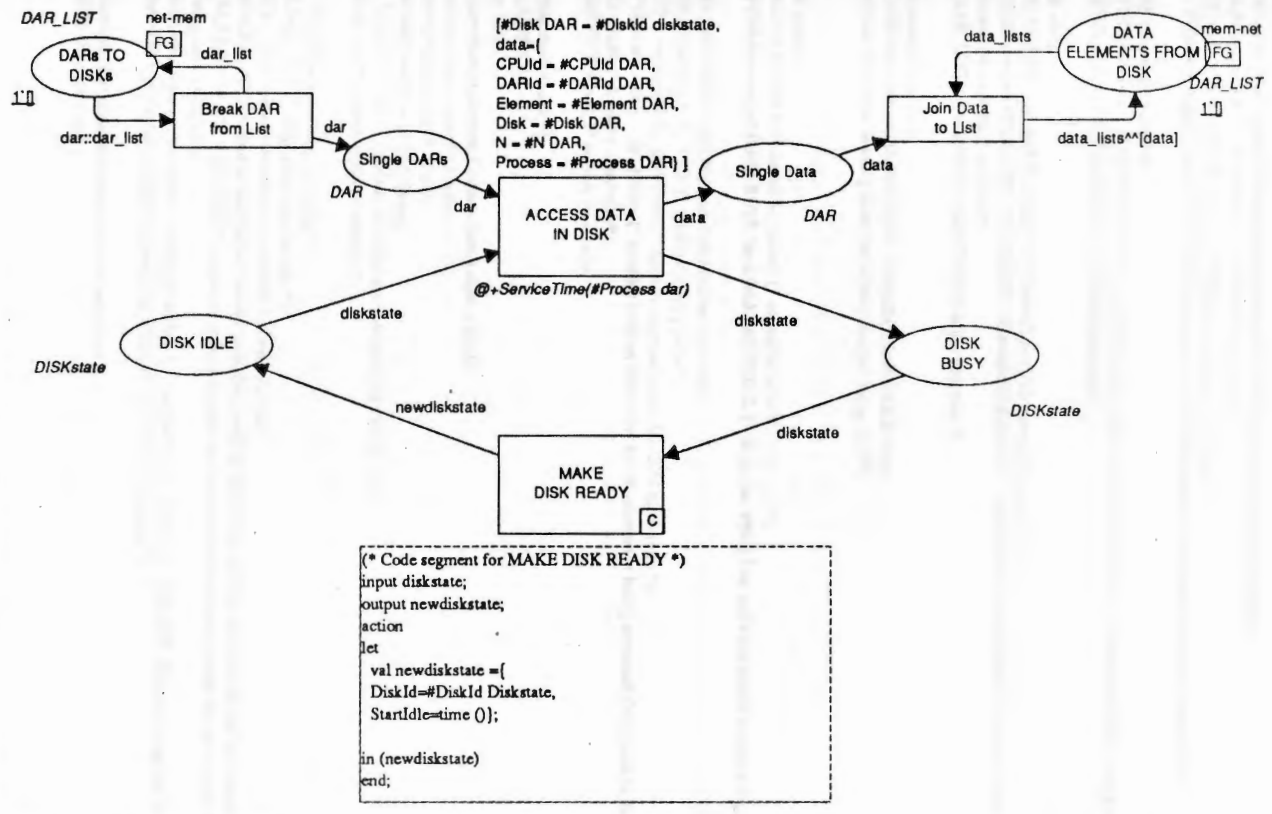 DAR_LIST
net-mem
FG
DARs TO
DISKs
dar_list
1`[]
dar::dar_list
Break DAR
from List
dar
Single DARs
DAR
dar
[#Disk DAR = #DiskId diskstate,
data={
CPUId = #CPUId DAR,
DARId = #DARId DAR,
Element = #Element DAR,
Disk = #Disk DAR,
N = #N DAR,
Process = #Process DAR} ]
ACCESS DATA
IN DISK
@+ServiceTime(#Process dar)
data
Single Data
DAR
data
data_lists
Join Data
to List
DATA
ELEMENTS FROM
DISK
mem-net
FG
DAR_LIST
1`[]
data_lists^^[data]
diskstate
diskstate
DISK IDLE
DISKstate
DISK
BUSY
DISKstate
newdiskstate
diskstate
MAKE
DISK READY
C
(* Code segment for MAKE DISK READY *)
input diskstate;
output newdiskstate;
action
let
val newdiskstate ={
DiskId=#DiskId Diskstate,
StartIdle=time ()};
in (newdiskstate)
end;